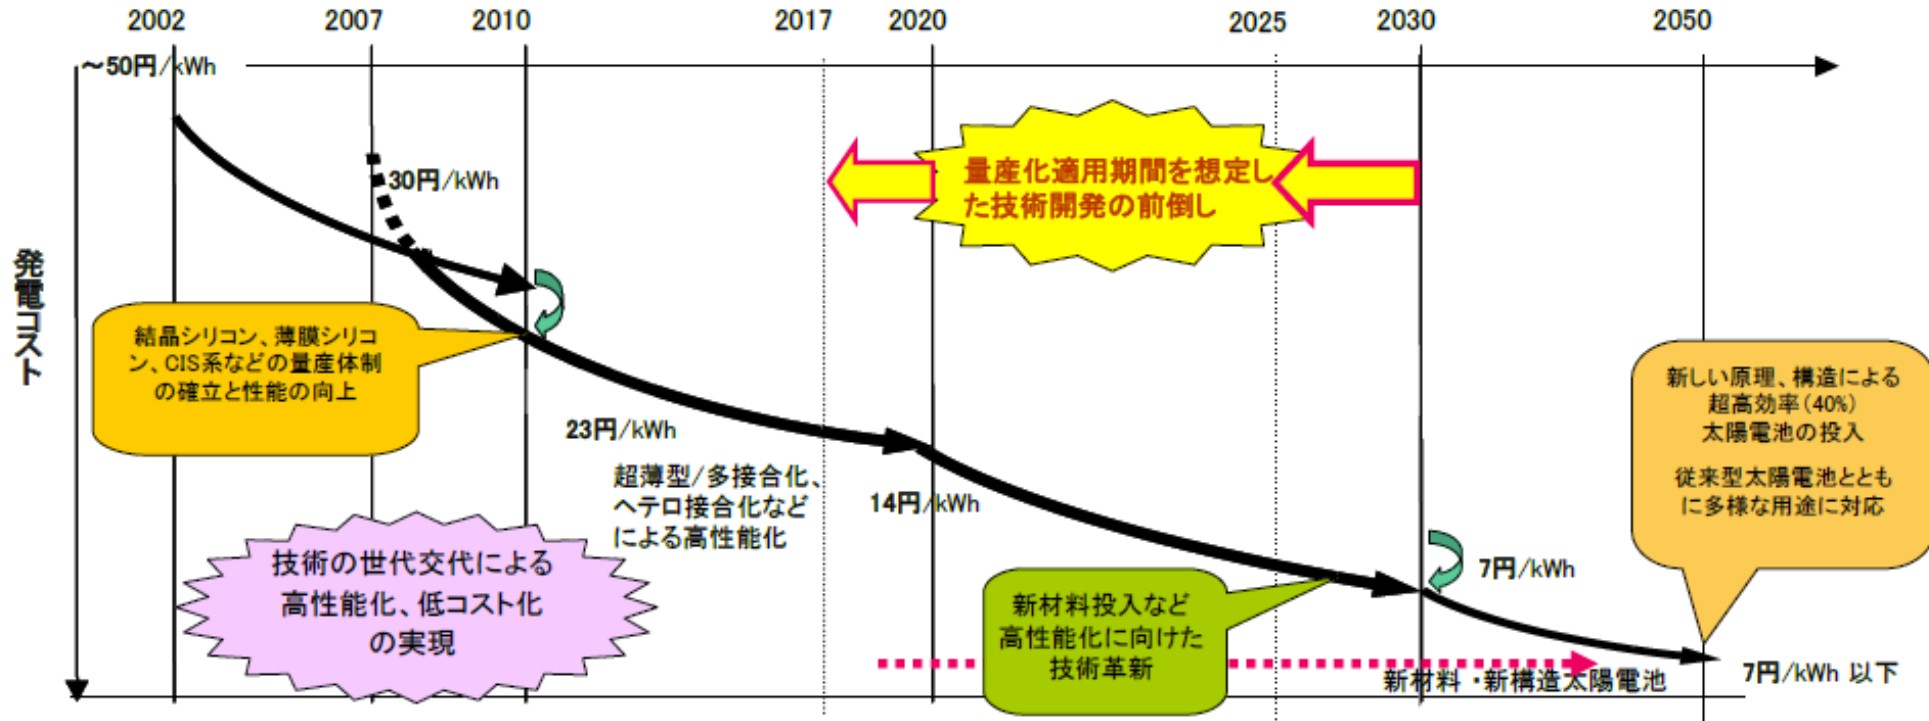 2002
2007
2010
2017
2020
2025
2030
2050
～50円/kWh
発電コスト
30円/kWh
量産化適用期間を想定し
た技術開発の前倒し
結晶シリコン、薄膜シリコ
ン、CIS系などの量産体制
の確立と性能の向上
23円/kWh
超薄型/多接合化、
ヘテロ接合化など
による高性能化
14円/kWh
技術の世代交代による
高性能化、低コスト化
の実現
新材料投入など
高性能化に向けた
技術革新
7円/kWh
新しい原理、構造による
超高効率(40%)
太陽電池の投入
従来型太陽電池ととも
に多様な用途に対応
新材料・新構造太陽電池
7円/kWh 以下